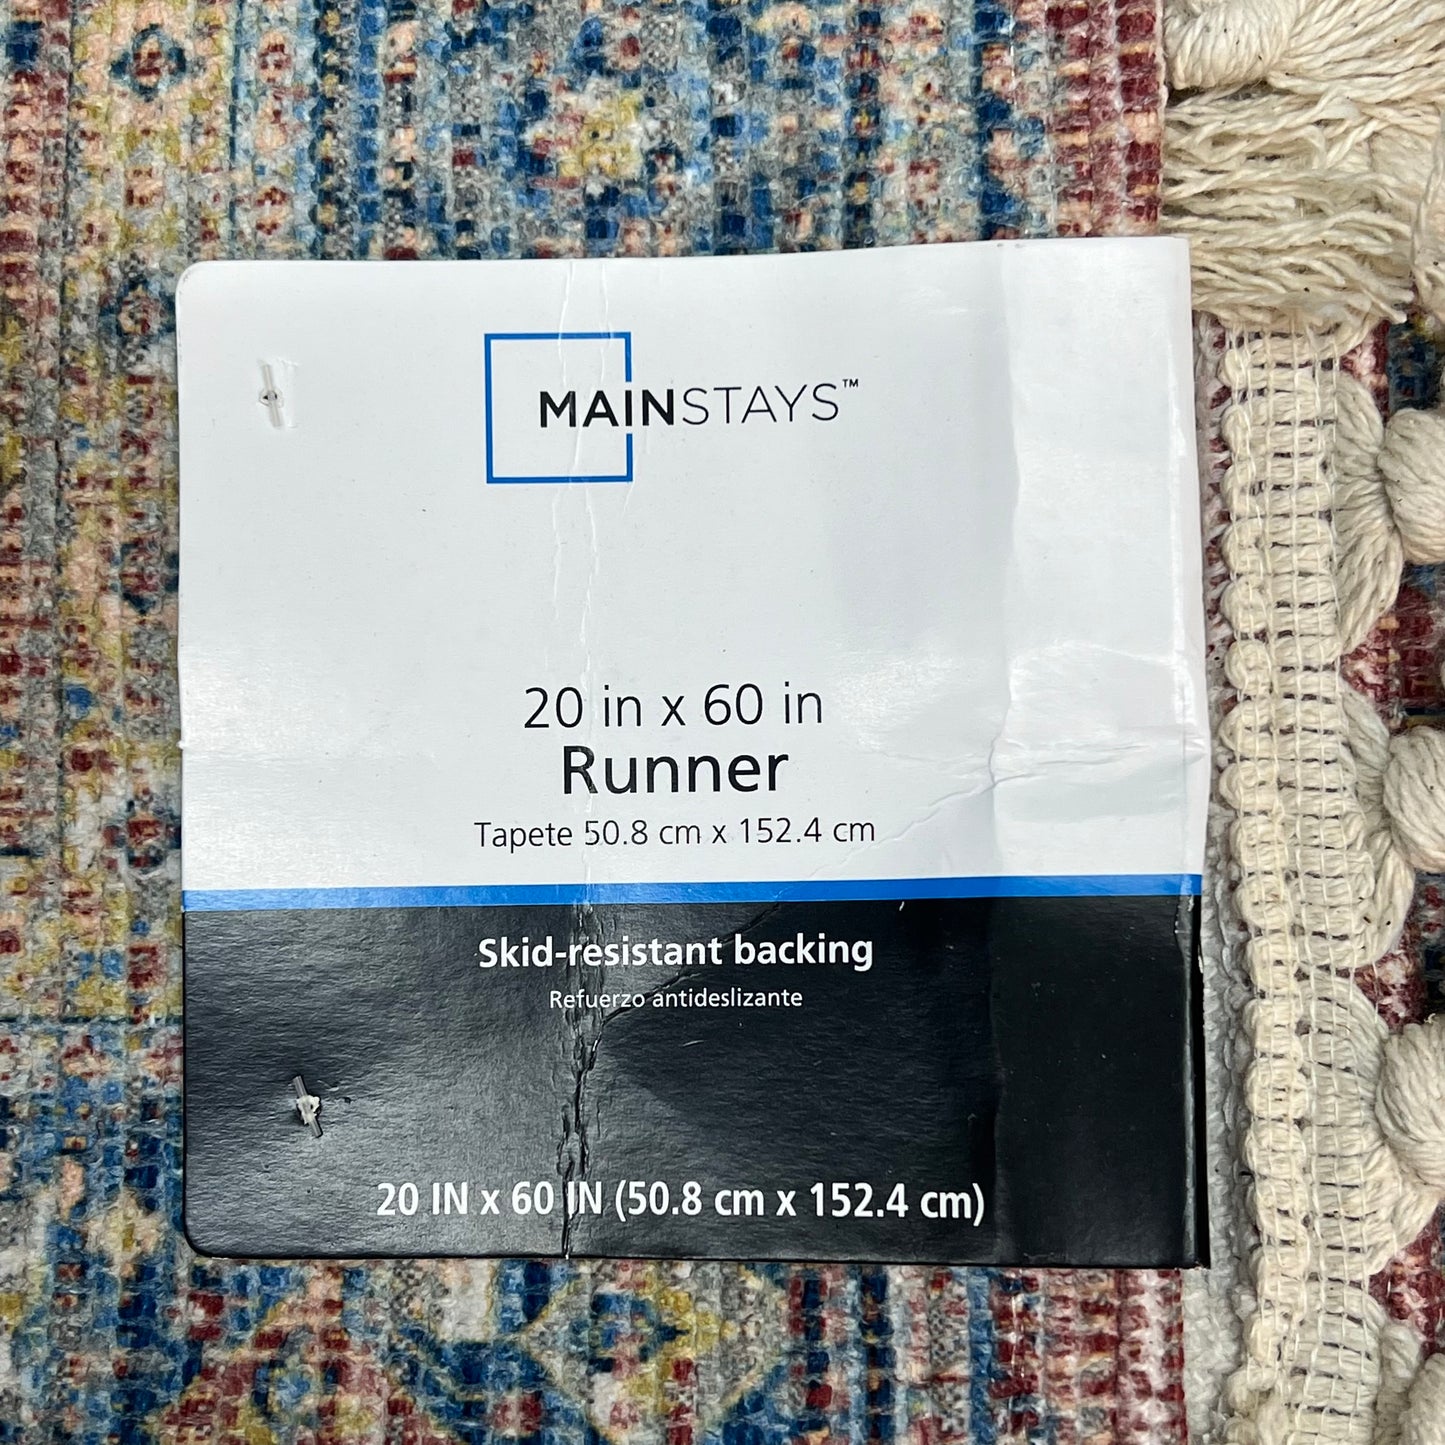 MAINSTAYS™
20 in x 60 in
Runner
Tapete 50.8 cm x 152.4 cm
Skid-resistant backing
Refuerzo antideslizante
20 IN x 60 IN (50.8 cm x 152.4 cm)